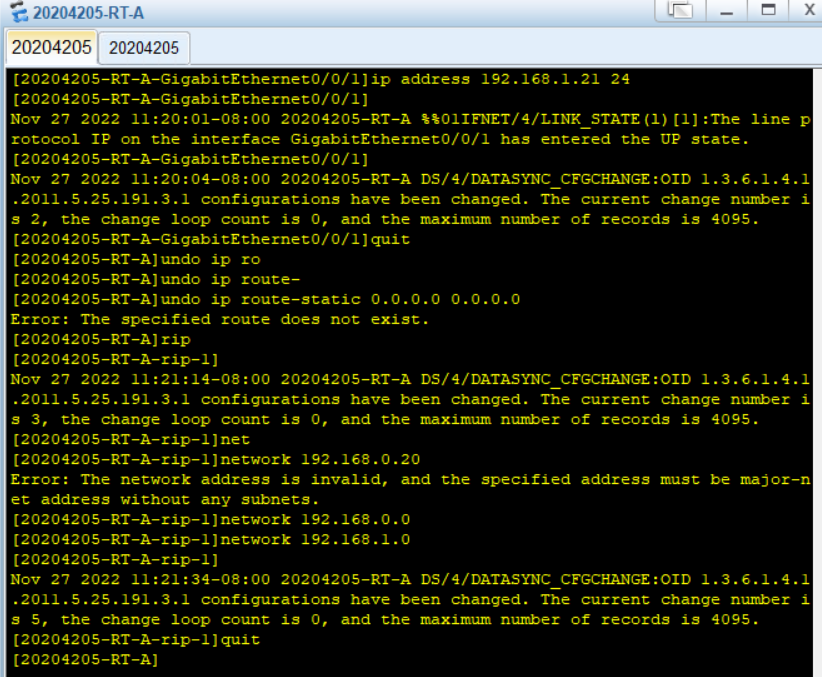 20204205-RT-A
20204205 20204205
[20204205-RT-A-GigabitEthernet0/0/1]ip address 192.168.1.21 24
[20204205-RT-A-GigabitEthernet0/0/1]
Nov 27 2022 11:20:01-08:00 20204205-RT-A %%01IFNET/4/LINK_STATE(l)[1]:The line p
rotocol IP on the interface GigabitEthernet0/0/1 has entered the UP state.
[20204205-RT-A-GigabitEthernet0/0/1]
Nov 27 2022 11:20:04-08:00 20204205-RT-A DS/4/DATASYNC_CFGCHANGE:OID 1.3.6.1.4.1
.2011.5.25.191.3.1 configurations have been changed. The current change number i
s 2, the change loop count is 0, and the maximum number of records is 4095.
[20204205-RT-A-GigabitEthernet0/0/1]quit
[20204205-RT-A]undo ip ro
[20204205-RT-A]undo ip route-
[20204205-RT-A]undo ip route-static 0.0.0.0 0.0.0.0
Error: The specified route does not exist.
[20204205-RT-A]rip
[20204205-RT-A-rip-1]
Nov 27 2022 11:21:14-08:00 20204205-RT-A DS/4/DATASYNC_CFGCHANGE:OID 1.3.6.1.4.1
.2011.5.25.191.3.1 configurations have been changed. The current change number i
s 3, the change loop count is 0, and the maximum number of records is 4095.
[20204205-RT-A-rip-1]net
[20204205-RT-A-rip-1]network 192.168.0.20
Error: The network address is invalid, and the specified address must be major-n
et address without any subnets.
[20204205-RT-A-rip-1]network 192.168.0.0
[20204205-RT-A-rip-1]network 192.168.1.0
[20204205-RT-A-rip-1]
Nov 27 2022 11:21:34-08:00 20204205-RT-A DS/4/DATASYNC_CFGCHANGE:OID 1.3.6.1.4.1
.2011.5.25.191.3.1 configurations have been changed. The current change number i
s 5, the change loop count is 0, and the maximum number of records is 4095.
[20204205-RT-A-rip-1]quit
[20204205-RT-A]